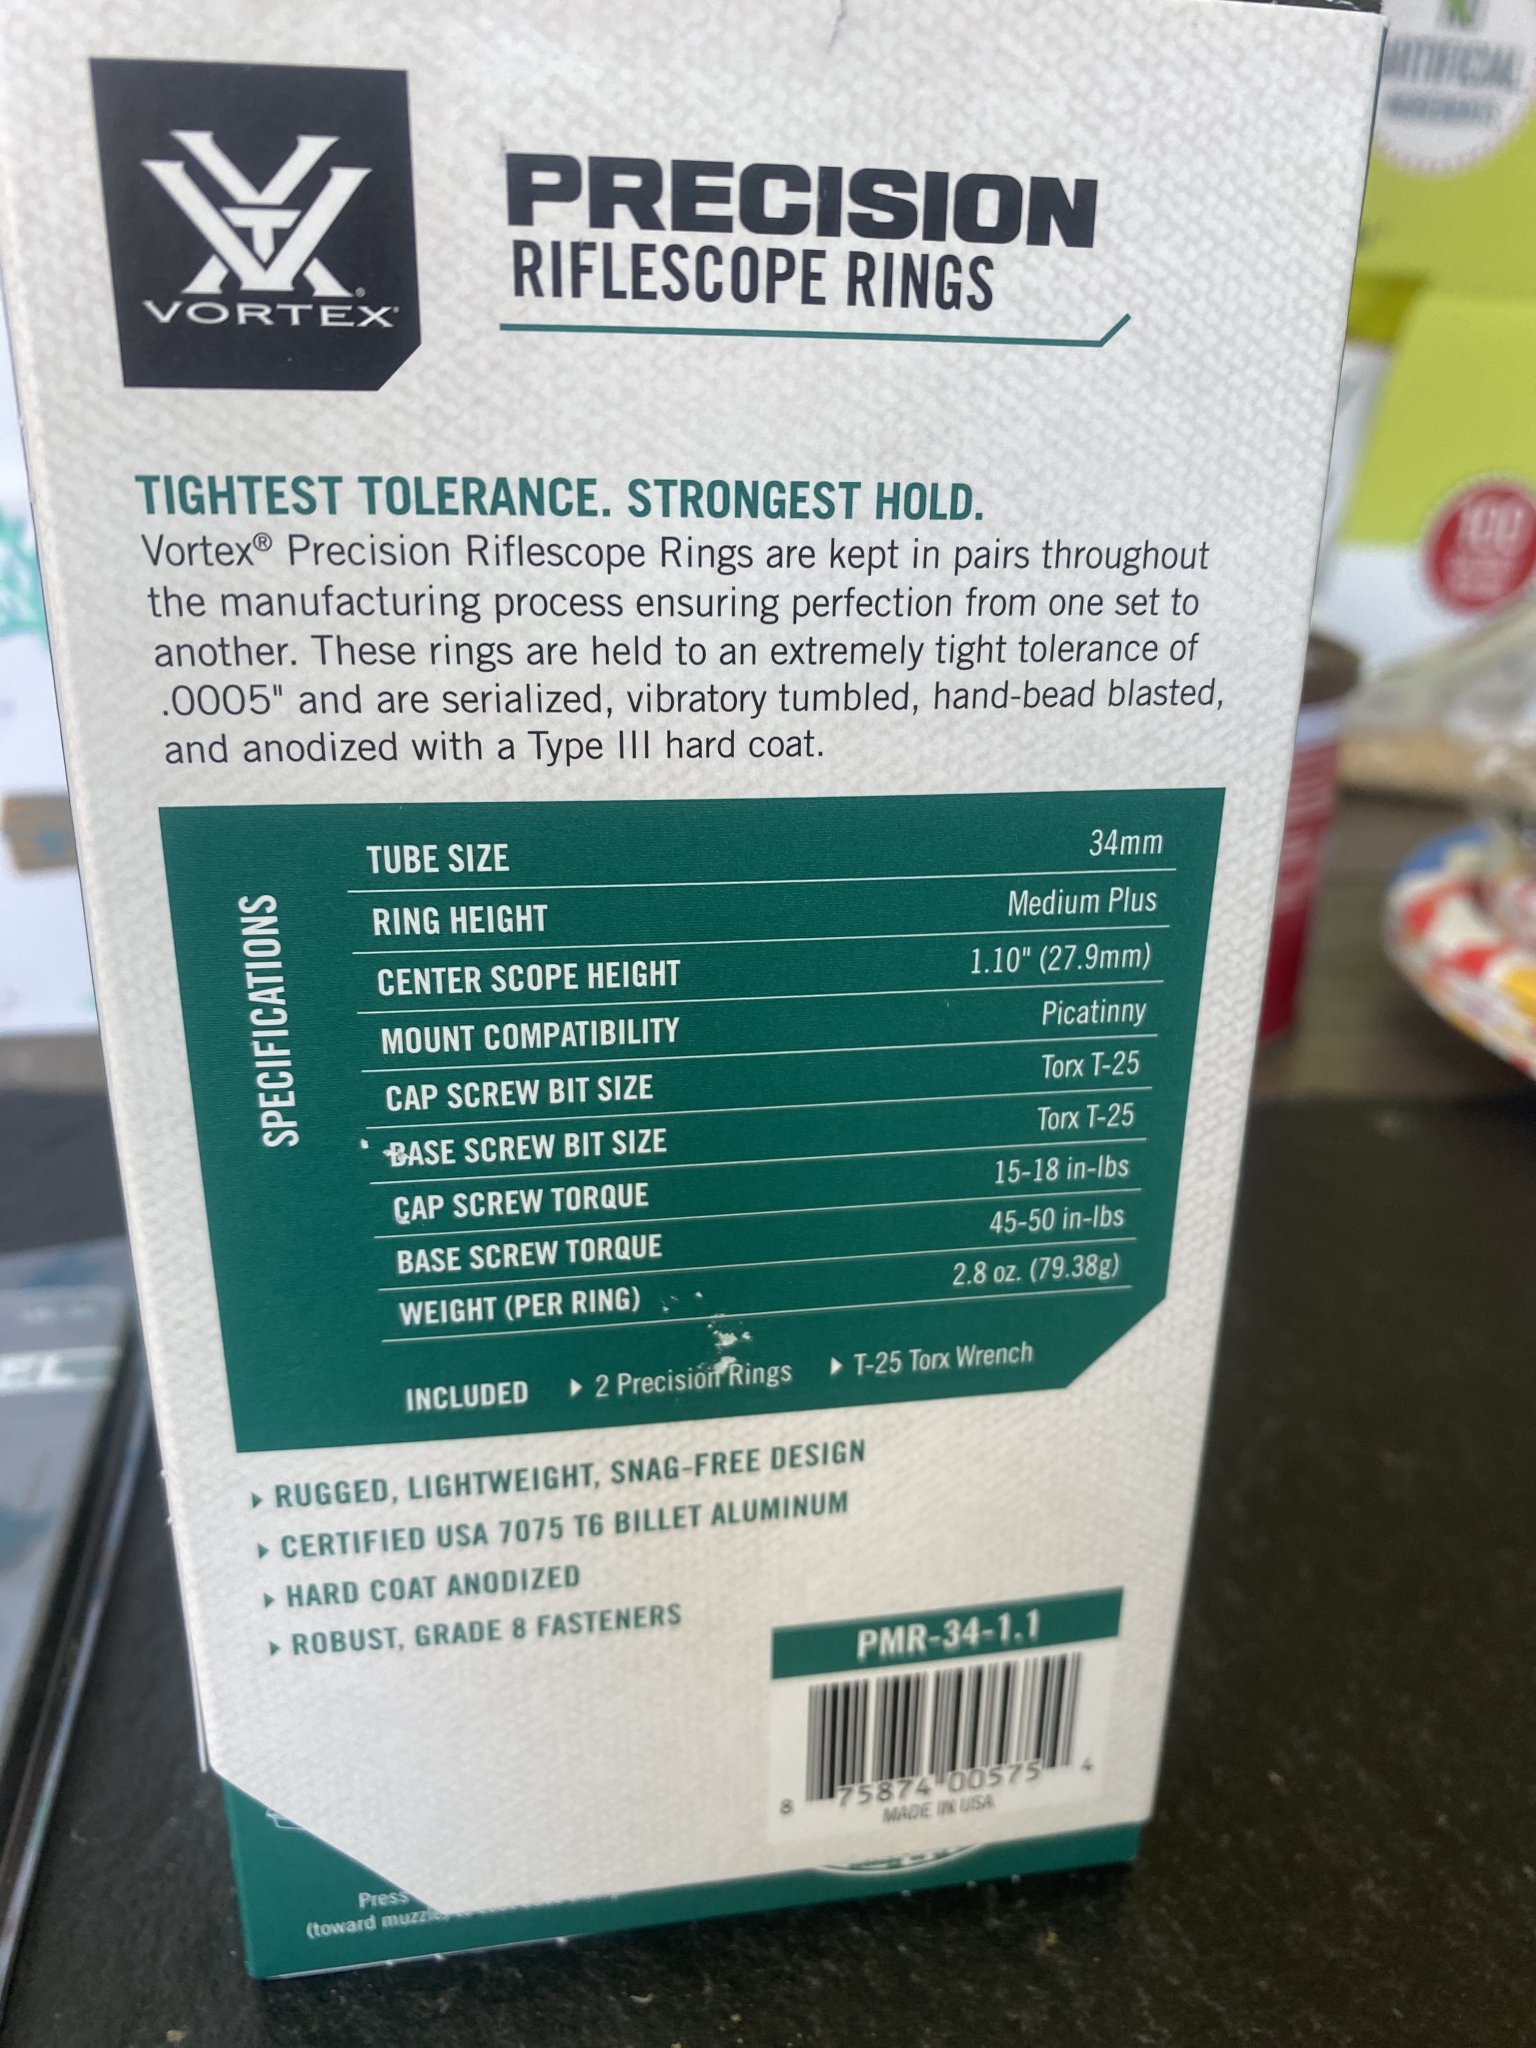 VORTEX®
PRECISION
RIFLESCOPE RINGS
TIGHTEST TOLERANCE. STRONGEST HOLD.
Vortex® Precision Riflescope Rings are kept in pairs throughout
the manufacturing process ensuring perfection from one set to
another. These rings are held to an extremely tight tolerance of
.0005" and are serialized, vibratory tumbled, hand-bead blasted,
and anodized with a Type III hard coat.
SPECIFICATIONS
TUBE SIZE 34mm
RING HEIGHT Medium Plus
CENTER SCOPE HEIGHT 1.10" (27.9mm)
MOUNT COMPATIBILITY Picatinny
CAP SCREW BIT SIZE Torx T-25
BASE SCREW BIT SIZE Torx T-25
CAP SCREW TORQUE 15-18 in-lbs
BASE SCREW TORQUE 45-50 in-lbs
WEIGHT (PER RING) 2.8 oz. (79.38g)
INCLUDED ▸ 2 Precision Rings ▸ T-25 Torx Wrench
▸ RUGGED, LIGHTWEIGHT, SNAG-FREE DESIGN
▸ CERTIFIED USA 7075 T6 BILLET ALUMINUM
▸ HARD COAT ANODIZED
▸ ROBUST, GRADE 8 FASTENERS
PMR-34-1.1
8 75874 00575 4
MADE IN USA
Press
(toward
ARTIFICIAL
100